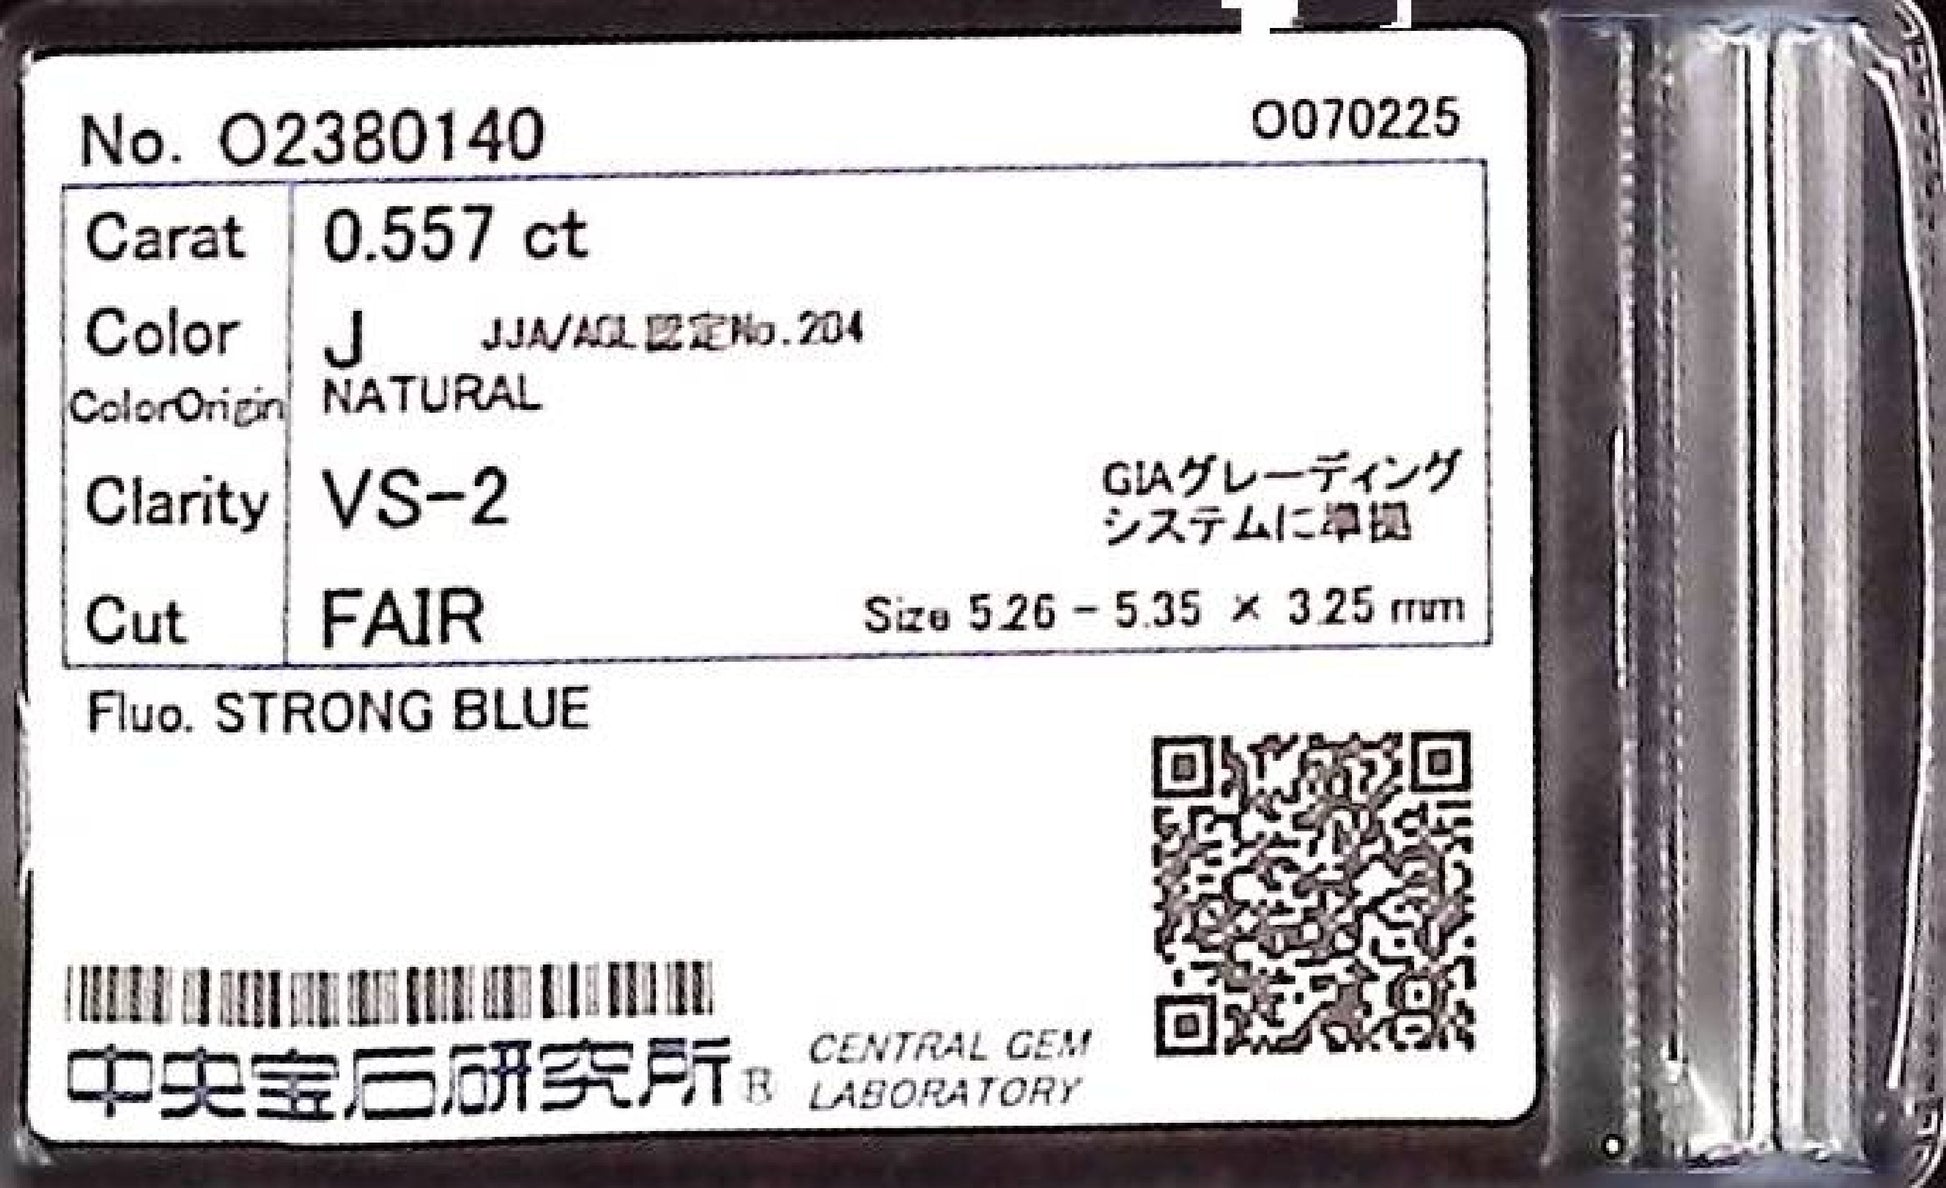 No. O2380140
O070225
Carat 0.557 ct
Color J JJA/AGL認定No.204
ColorOrigin NATURAL
Clarity VS-2
GIAグレーディング
システムに準拠
Cut FAIR Size 5.26 - 5.35 × 3.25 mm
Fluo. STRONG BLUE
中央宝石研究所® CENTRAL GEM
LABORATORY